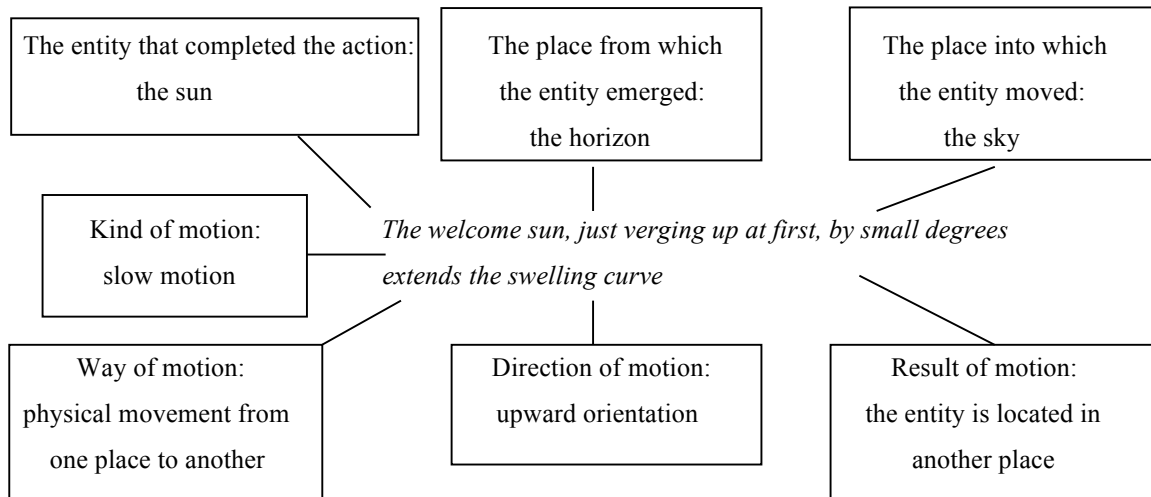 The entity that completed the action:
the sun
The place from which
the entity emerged:
the horizon
The place into which
the entity moved:
the sky
Kind of motion:
slow motion
The welcome sun, just verging up at first, by small degrees
extends the swelling curve
Way of motion:
physical movement from
one place to another
Direction of motion:
upward orientation
Result of motion:
the entity is located in
another place